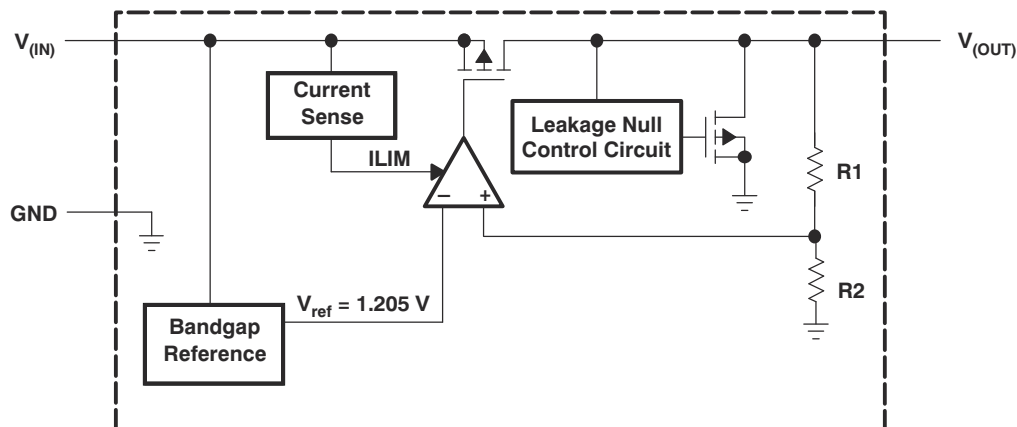 V(IN)
V(OUT)
Current
Sense
Leakage Null
Control Circuit
ILIM
R1
− +
GND
R2
Vref = 1.205 V
Bandgap
Reference